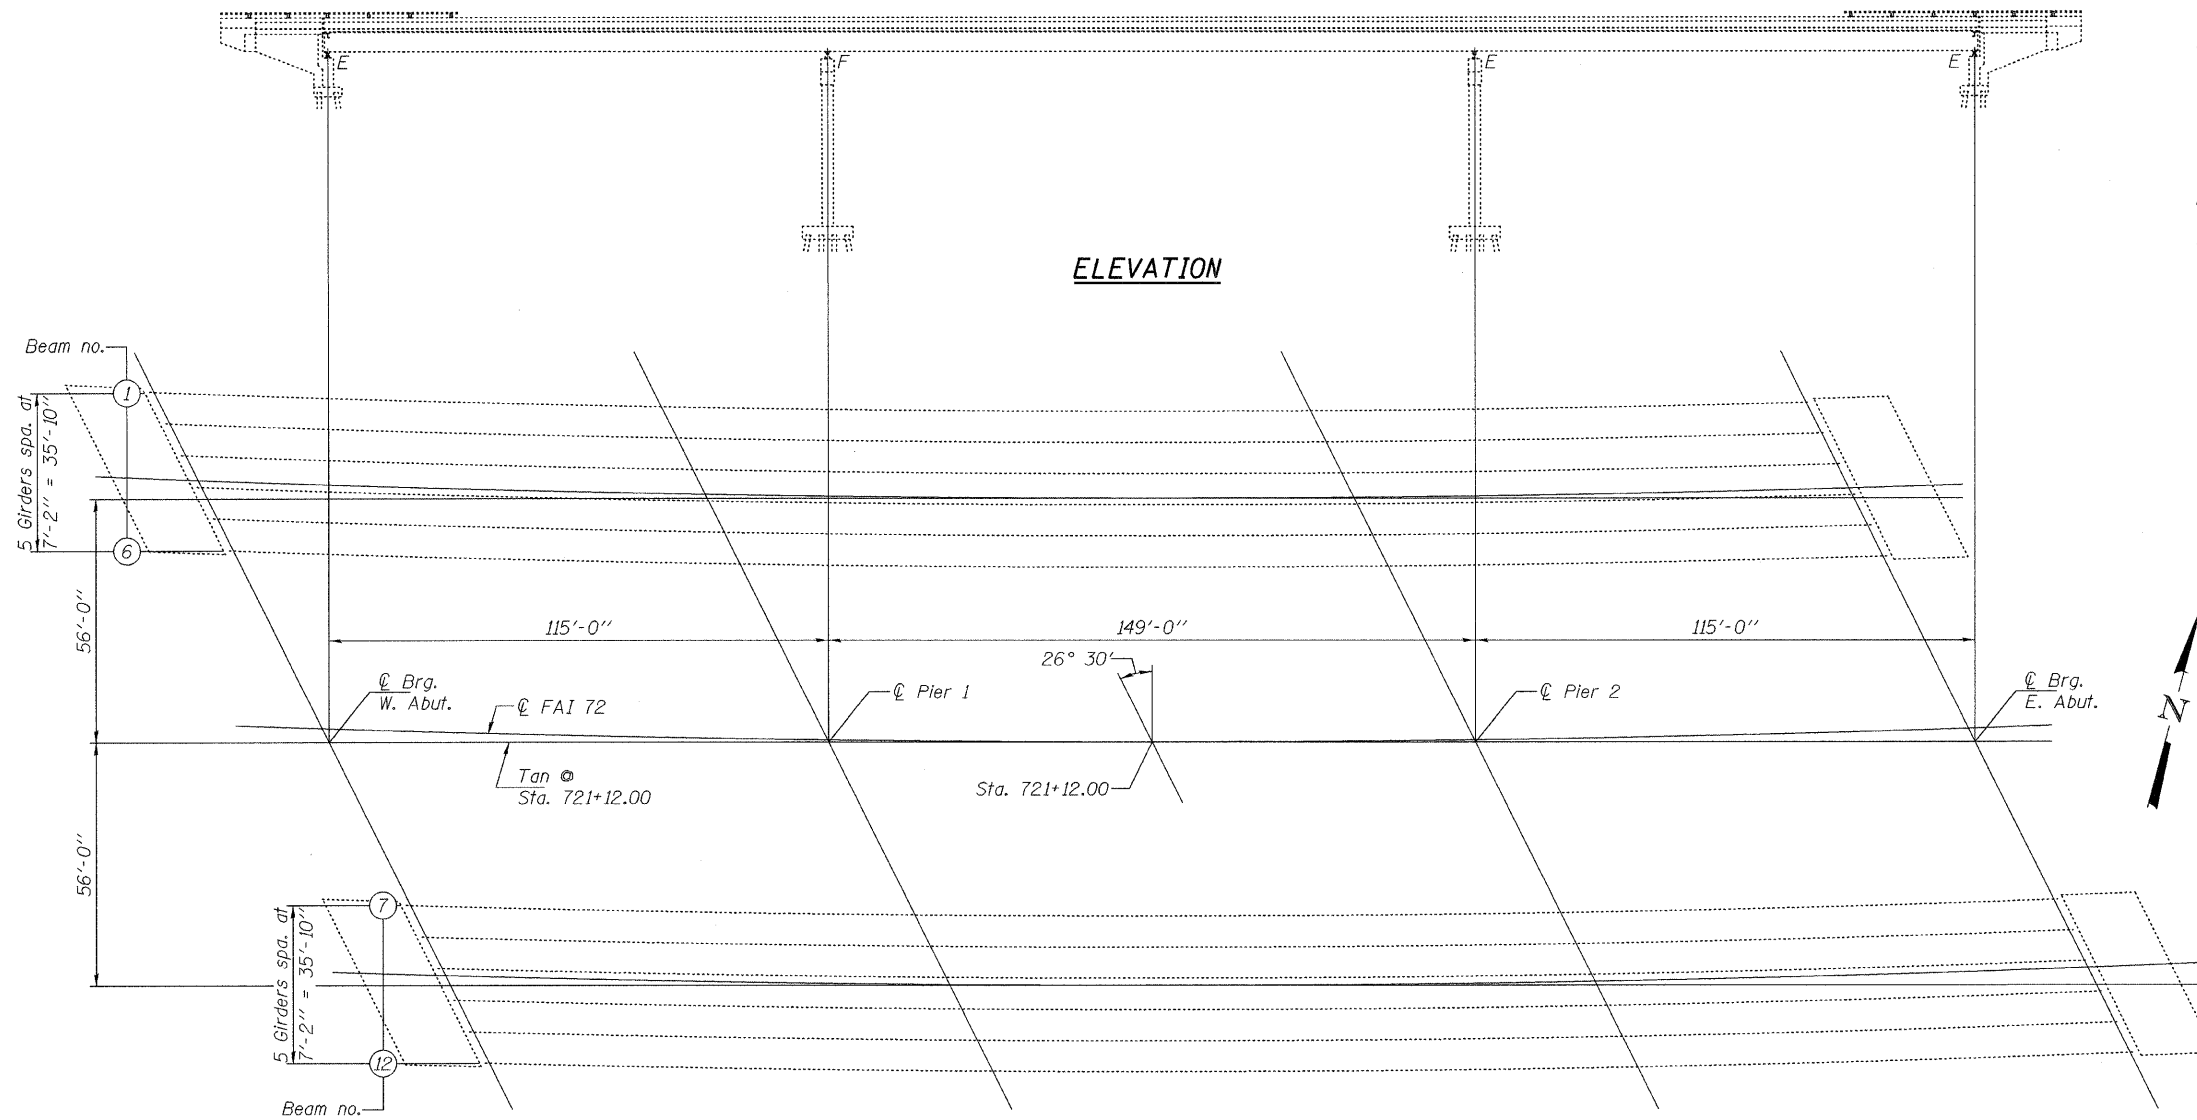 E
F
E
E
ELEVATION
Beam no.
1
5 Girders spa. at
7'-2" = 35'-10"
6
56'-0"
115'-0"
149'-0"
115'-0"
26° 30'
℄ Brg.
W. Abut.
℄ FAI 72
℄ Pier 1
℄ Pier 2
℄ Brg.
E. Abut.
N
Tan @
Sta. 721+12.00
Sta. 721+12.00
56'-0"
7
5 Girders spa. at
7'-2" = 35'-10"
12
Beam no.